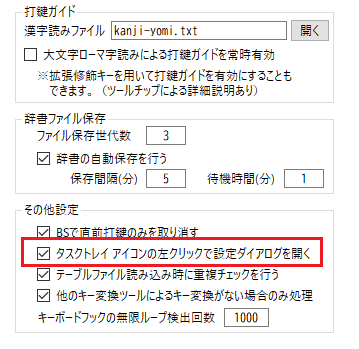 打鍵ガイド
漢字読みファイル kanji-yomi.txt 開く
大文字ローマ字読みによる打鍵ガイドを常時有効
※拡張修飾キーを用いて打鍵ガイドを有効にすることも
できます。（ツールチップによる詳細説明あり）
辞書ファイル保存
ファイル保存世代数 3
辞書の自動保存を行う
保存間隔(分) 5 待機時間(分) 1
その他設定
BSで直前打鍵のみを取り消す
タスクトレイ アイコンの左クリックで設定ダイアログを開く
テーブルファイル読み込み時に重複チェックを行う
他のキー変換ツールによるキー変換がない場合のみ処理
キーボードフックの無限ループ検出回数 1000